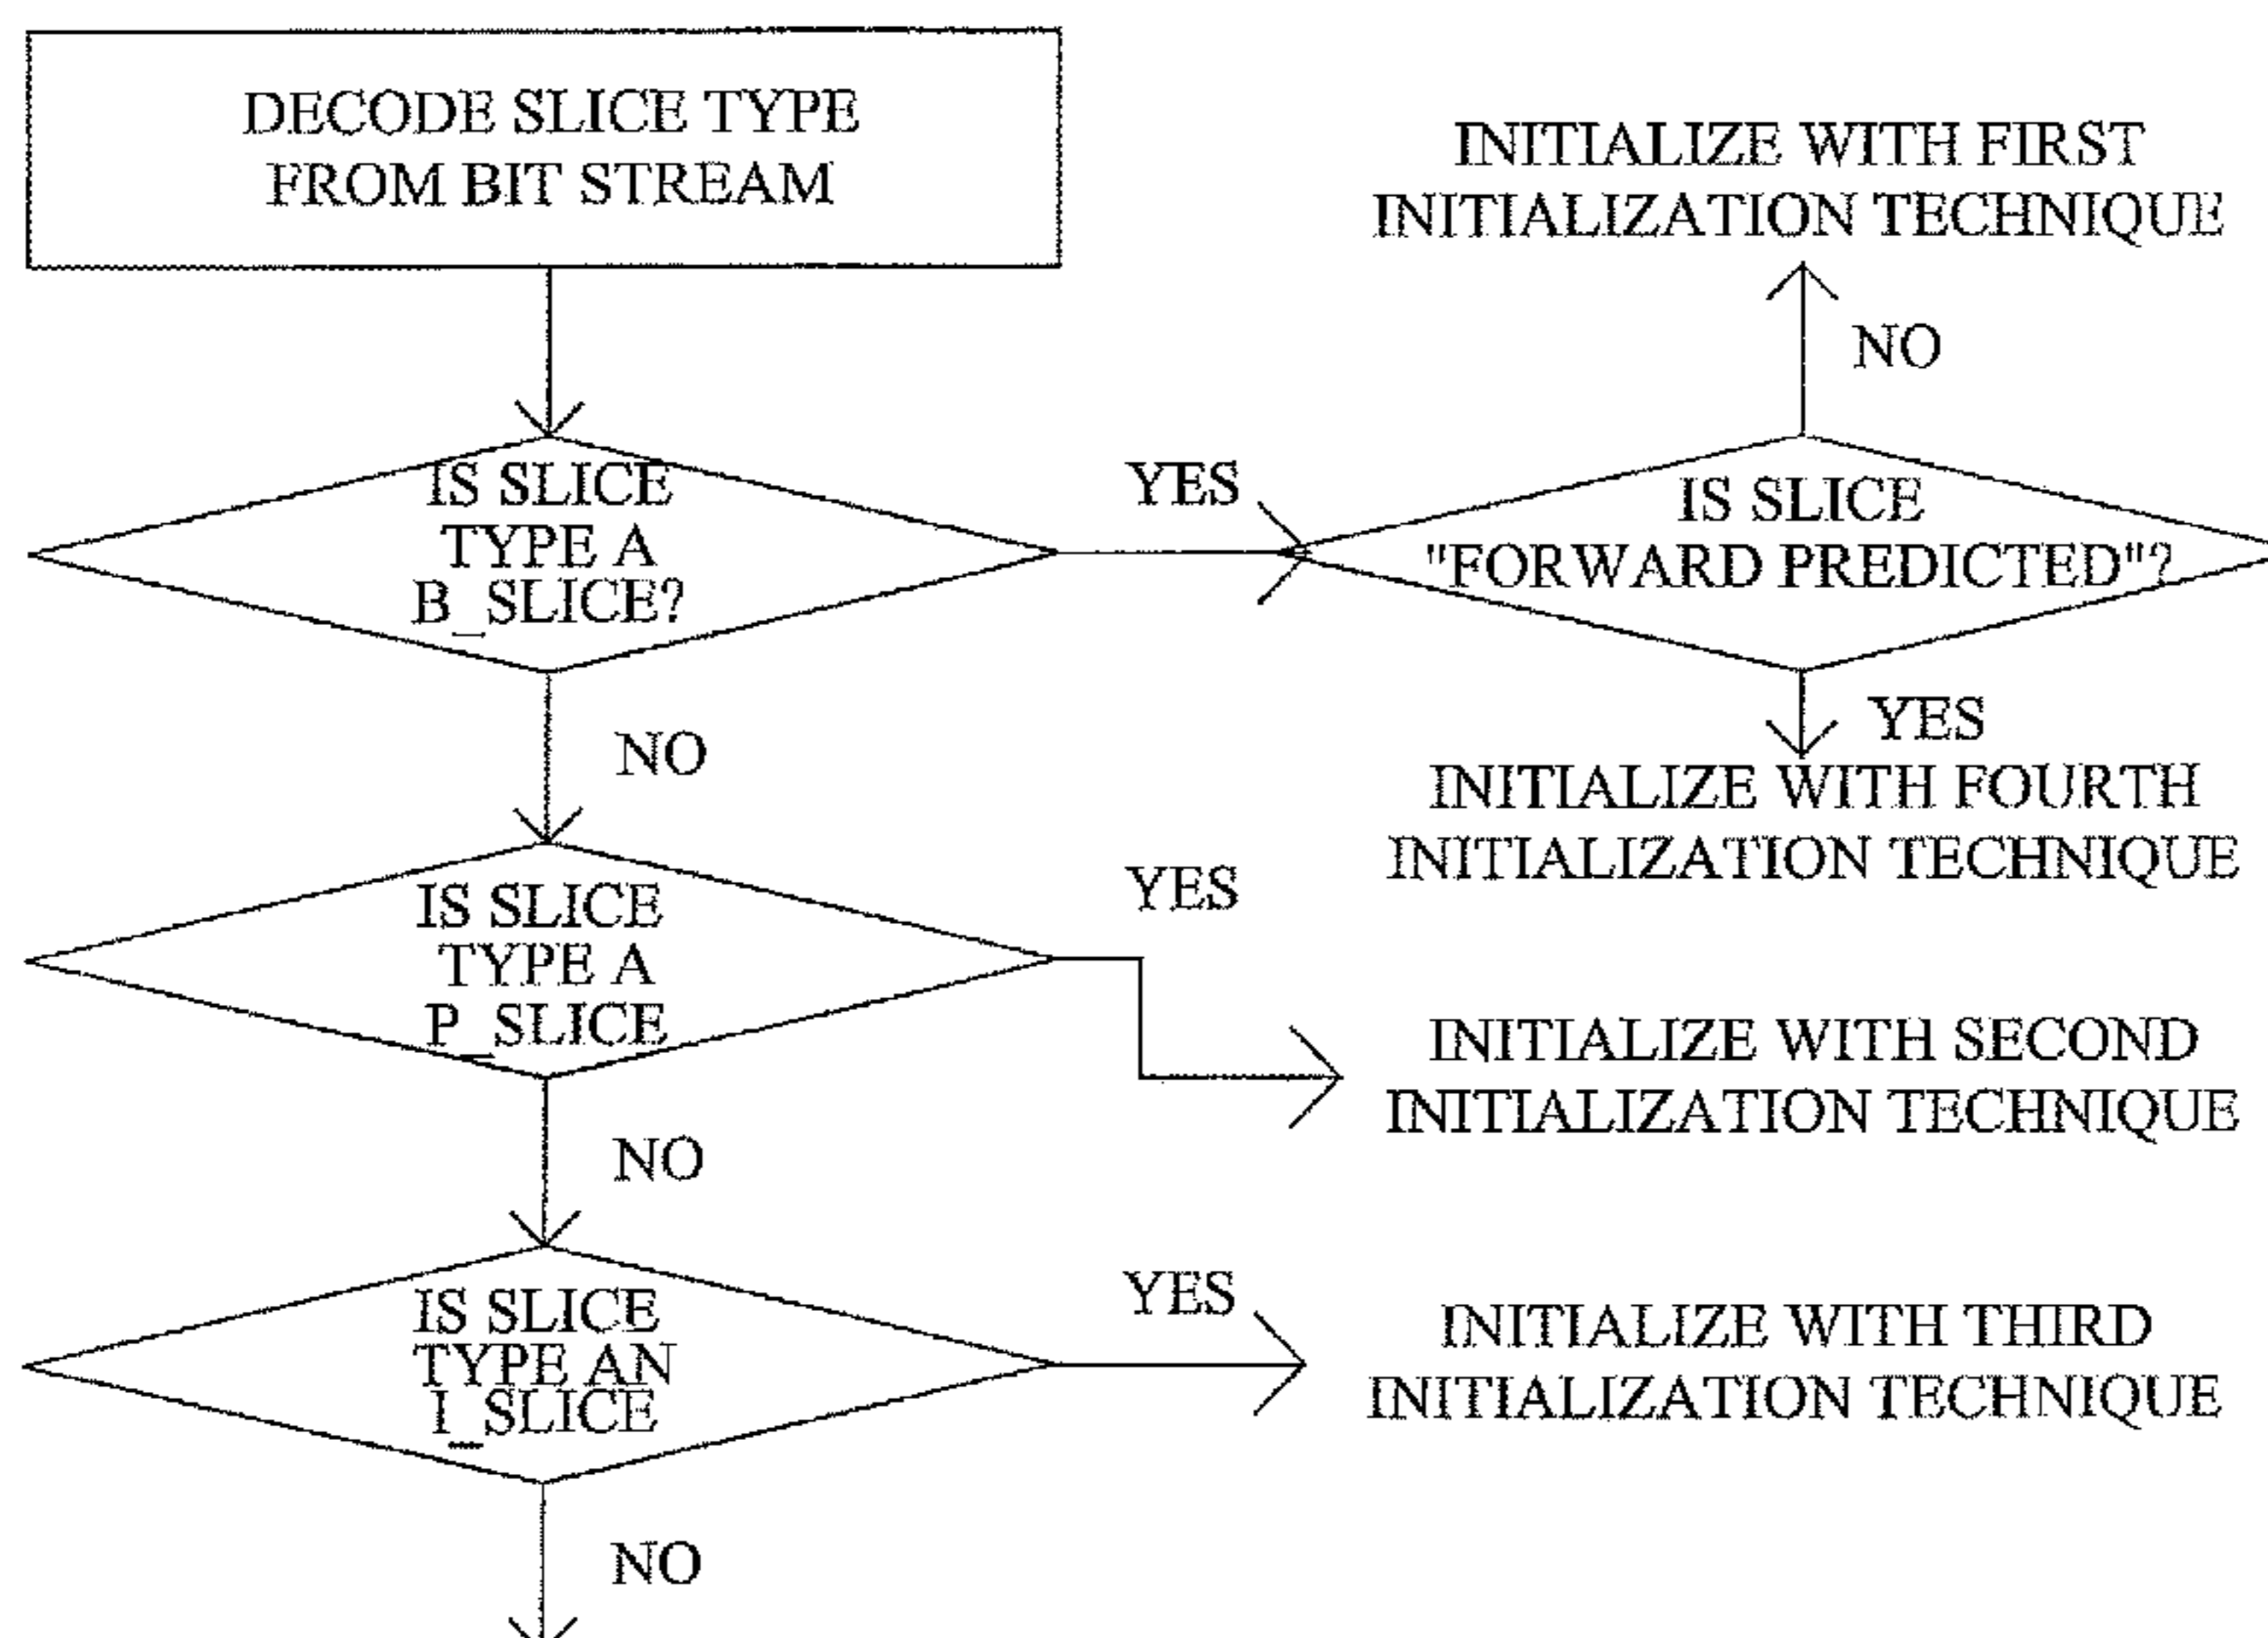 DECODE SLICE TYPE
FROM BIT STREAM
INITIALIZE WITH FIRST
INITIALIZATION TECHNIQUE
NO
IS SLICE
TYPE A
B_SLICE?
YES
IS SLICE
"FORWARD PREDICTED"?
YES
INITIALIZE WITH FOURTH
INITIALIZATION TECHNIQUE
NO
IS SLICE
TYPE A
P_SLICE
YES
INITIALIZE WITH SECOND
INITIALIZATION TECHNIQUE
NO
IS SLICE
TYPE AN
I_SLICE
YES
INITIALIZE WITH THIRD
INITIALIZATION TECHNIQUE
NO